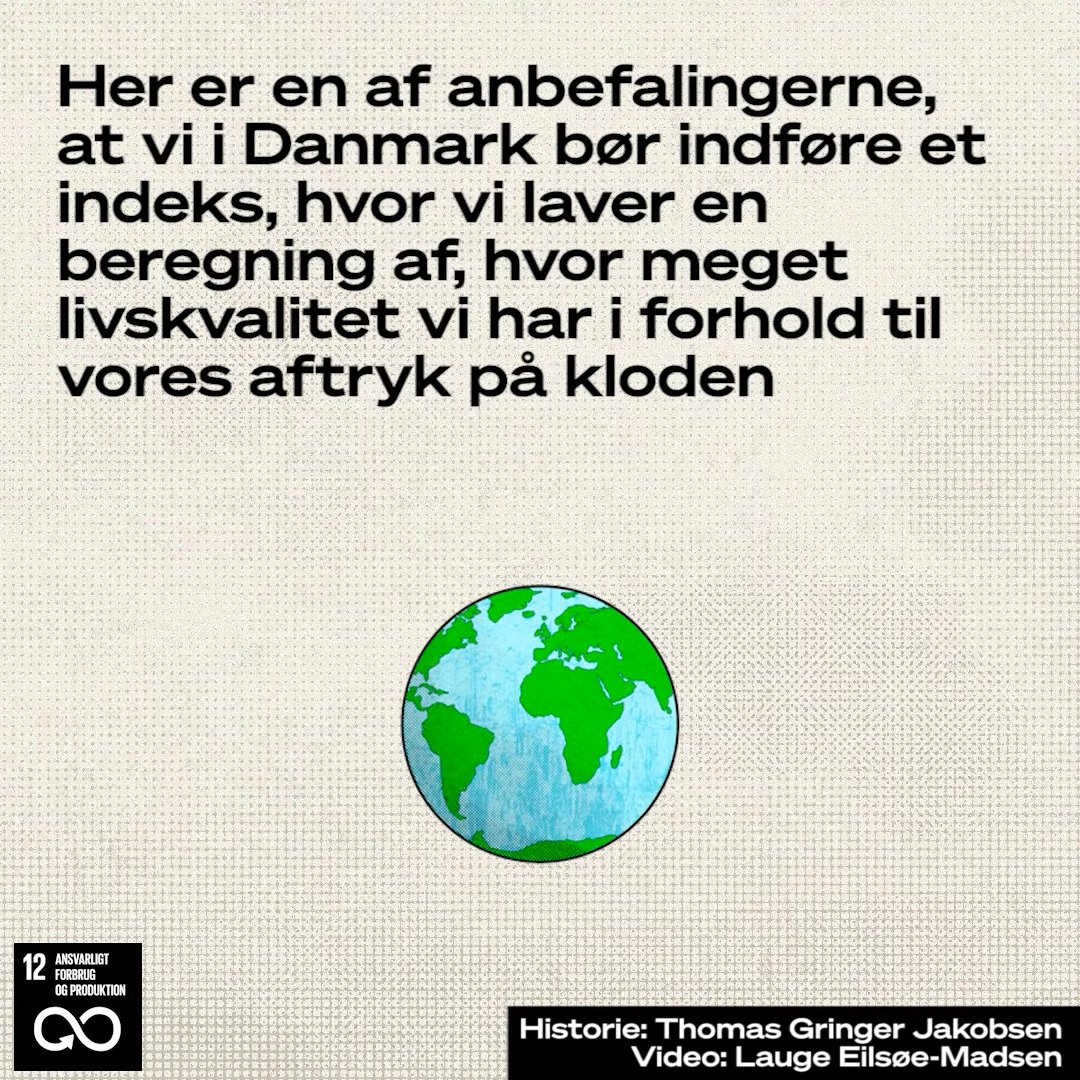 Her er en af anbefalingerne,
at vi i Danmark bør indføre et
indeks, hvor vi laver en
beregning af, hvor meget
livskvalitet vi har i forhold til
vores aftryk på kloden
12 ANSVARLIGT
FORBRUG
OG PRODUKTION
Historie: Thomas Gringer Jakobsen
Video: Lauge Eilsøe-Madsen